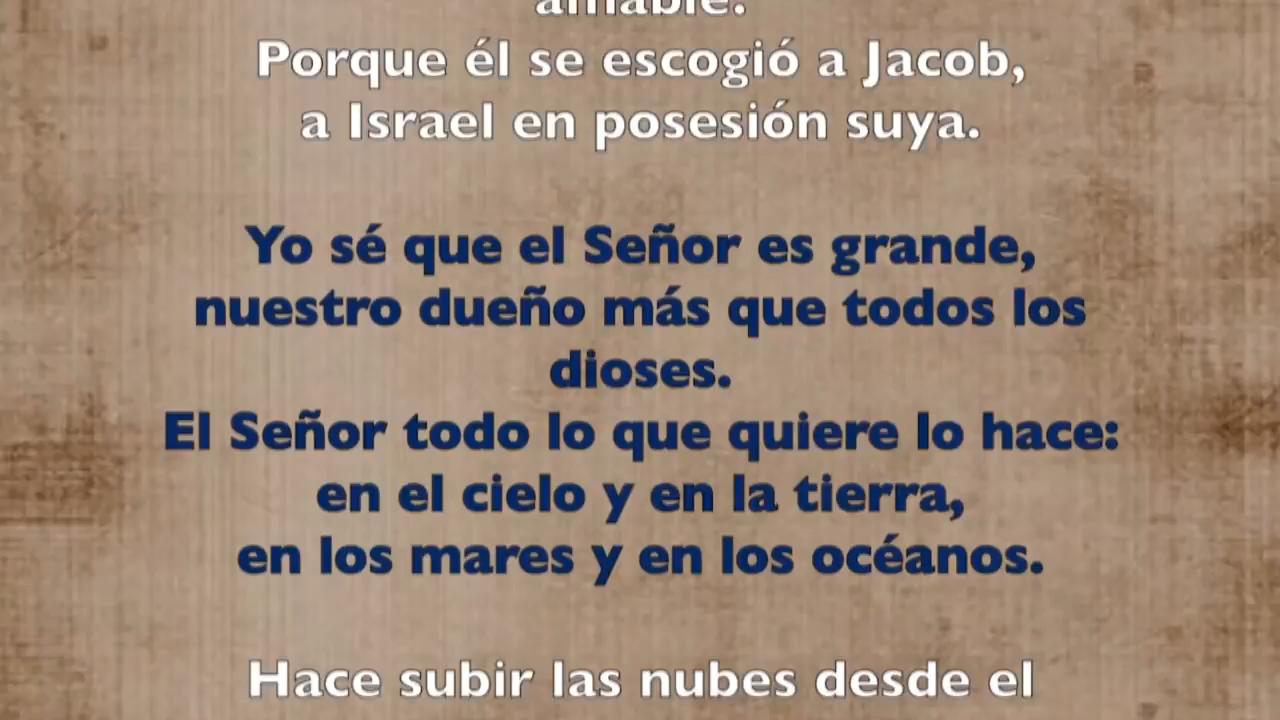 amable.
Porque él se escogió a Jacob,
a Israel en posesión suya.
Yo sé que el Señor es grande,
nuestro dueño más que todos los
dioses.
El Señor todo lo que quiere lo hace:
en el cielo y en la tierra,
en los mares y en los océanos.
Hace subir las nubes desde el